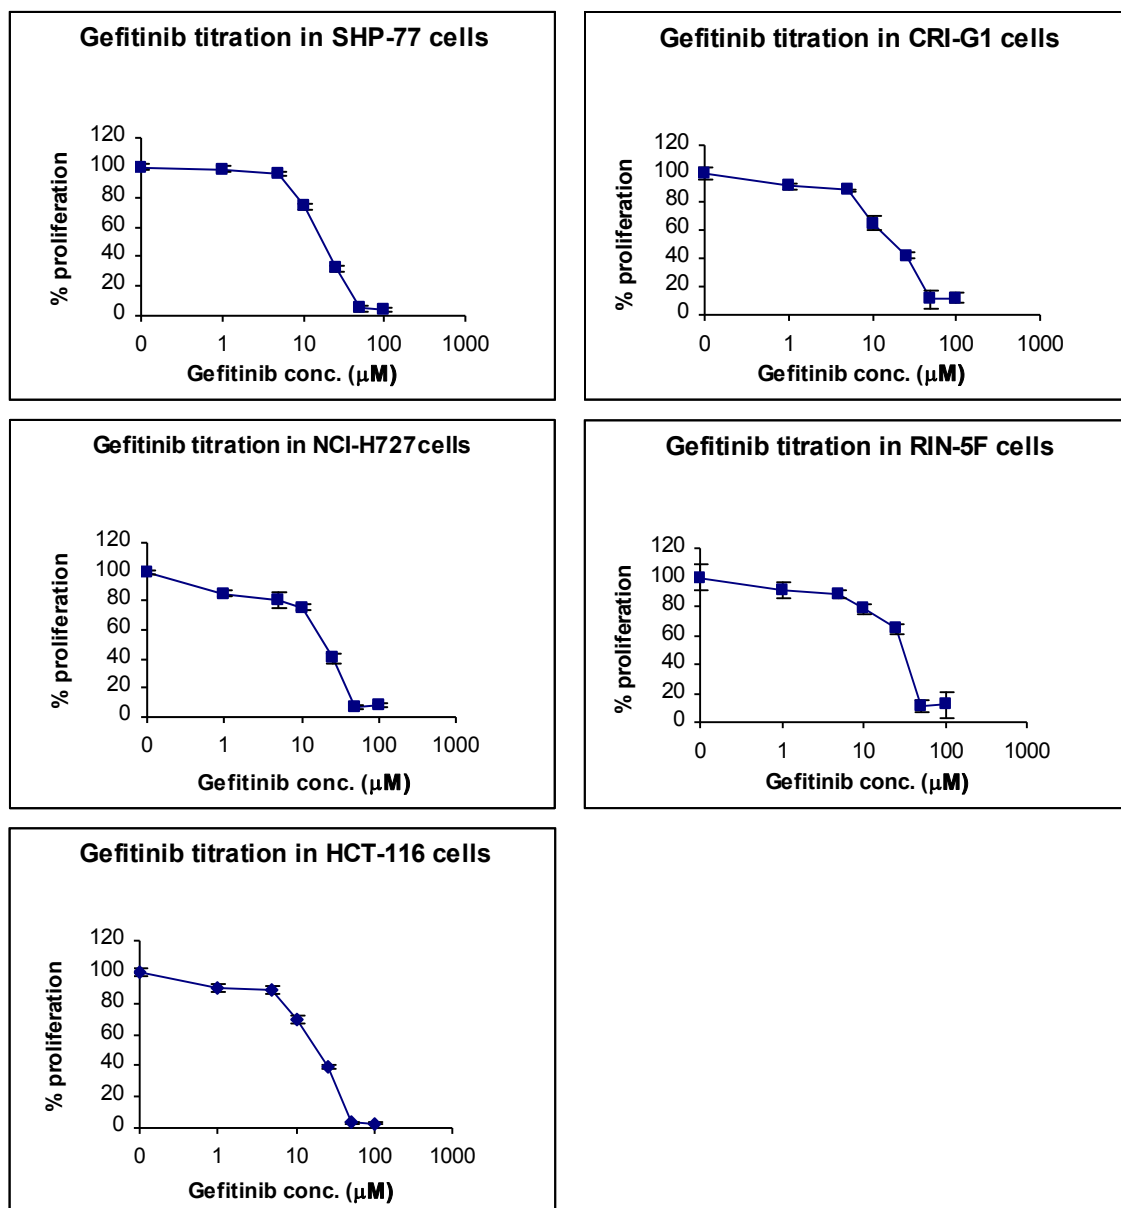 Gefitinib titration in SHP-77 cells
120
100
80
60
40
20
0
% proliferation
0 1 10 100 1000
Gefitinib conc. (μM)
Gefitinib titration in CRI-G1 cells
120
100
80
60
40
20
0
% proliferation
0 1 10 100 1000
Gefitinib conc. (μM)
Gefitinib titration in NCI-H727cells
120
100
80
60
40
20
0
% proliferation
0 1 10 100 1000
Gefitinib conc. (μM)
Gefitinib titration in RIN-5F cells
120
100
80
60
40
20
0
% proliferation
0 1 10 100 1000
Gefitinib conc. (μM)
Gefitinib titration in HCT-116 cells
120
100
80
60
40
20
0
% proliferation
0 1 10 100 1000
Gefitinib conc. (μM)